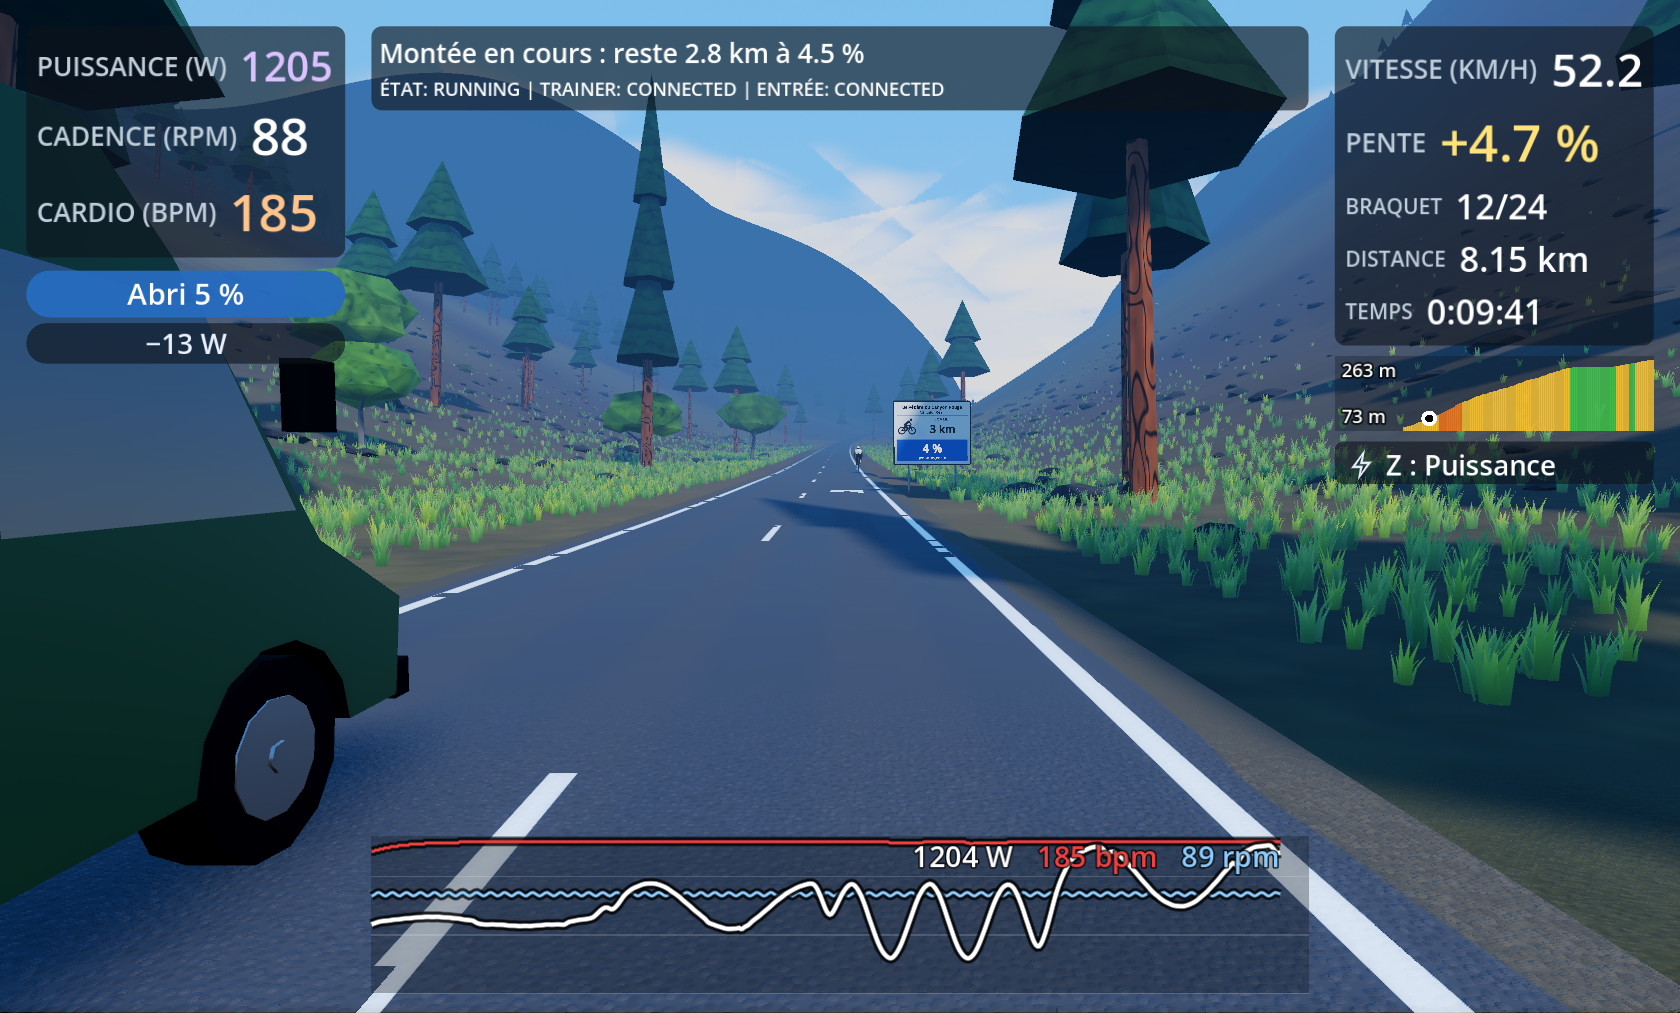 PUISSANCE (W) 1205
CADENCE (RPM) 88
CARDIO (BPM) 185
Abri 5 %
−13 W
Montée en cours : reste 2.8 km à 4.5 %
ÉTAT: RUNNING | TRAINER: CONNECTED | ENTRÉE: CONNECTED
VITESSE (KM/H) 52.2
PENTE +4.7 %
BRAQUET 12/24
DISTANCE 8.15 km
TEMPS 0:09:41
263 m
73 m
Z : Puissance
3 km
4 %
1204 W 185 bpm 89 rpm